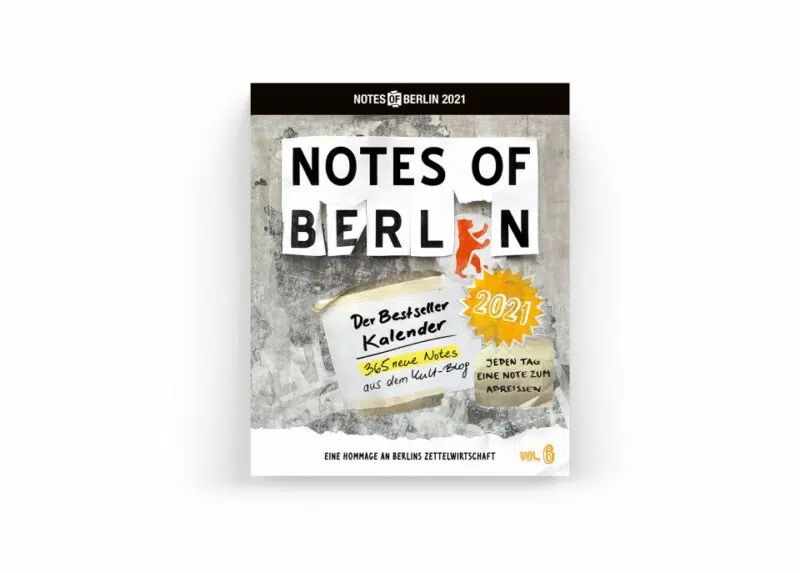 NOTES OF BERLIN 2021
NOTES OF
BERLIN
2021
Der Bestseller
Kalender
365 neue Notes
aus dem Kult-Blog
JEDEN TAG
EINE NOTE ZUM
ABREISSEN
EINE HOMMAGE AN BERLINS ZETTELWIRTSCHAFT
VOL. 6